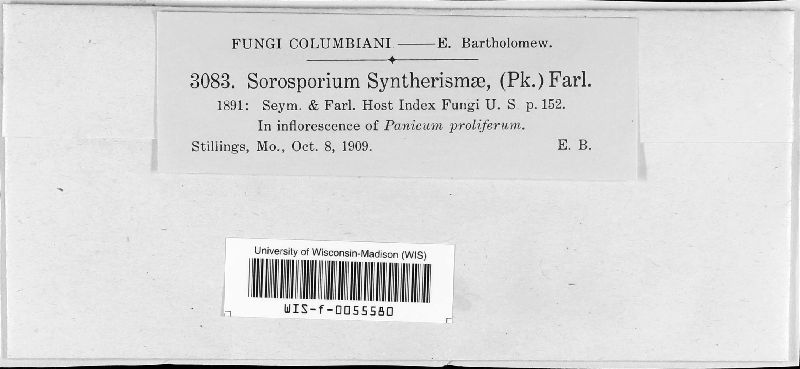 FUNGI COLUMBIANI — E. Bartholomew.
3083. Sorosporium Syntherismæ, (Pk.) Farl.
1891: Seym. & Farl. Host Index Fungi U. S p. 152.
In inflorescence of Panicum proliferum.
Stillings, Mo., Oct. 8, 1909. E. B.
University of Wisconsin-Madison (WIS)
WIS-f-0055580